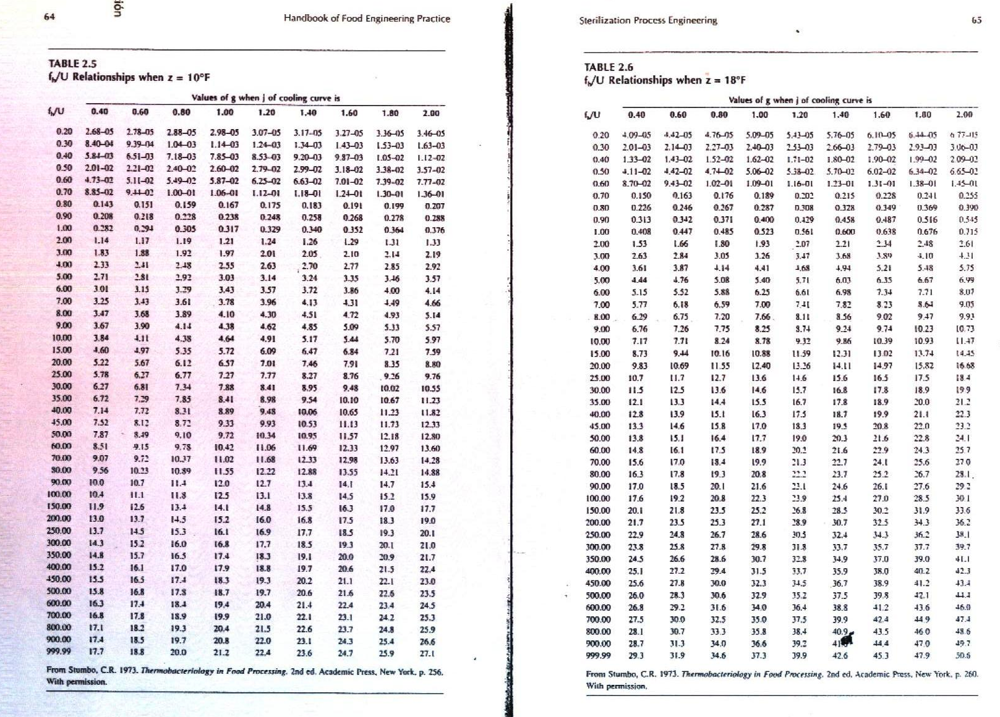 ión
64
Handbook of Food Engineering Practice
TABLE 2.5
fh/U Relationships when z = 10°F
Values of g when j of cooling curve is
fh/U 0.40 0.60 0.80 1.00 1.20 1.40 1.60 1.80 2.00
0.20 2.68–05 2.78–05 2.88–05 2.98–05 3.07–05 3.17–05 3.27–05 3.36–05 3.46–05
0.30 8.40–04 9.39–04 1.04–03 1.14–03 1.24–03 1.34–03 1.43–03 1.53–03 1.63–03
0.40 5.84–03 6.51–03 7.18–03 7.85–03 8.53–03 9.20–03 9.87–03 1.05–02 1.12–02
0.50 2.01–02 2.21–02 2.40–02 2.60–02 2.79–02 2.99–02 3.18–02 3.38–02 3.57–02
0.60 4.73–02 5.11–02 5.49–02 5.87–02 6.25–02 6.63–02 7.01–02 7.39–02 7.77–02
0.70 8.85–02 9.44–02 1.00–01 1.06–01 1.12–01 1.18–01 1.24–01 1.30–01 1.36–01
0.80 0.143 0.151 0.159 0.167 0.175 0.183 0.191 0.199 0.207
0.90 0.208 0.218 0.228 0.238 0.248 0.258 0.268 0.278 0.288
1.00 0.282 0.294 0.305 0.317 0.329 0.340 0.352 0.364 0.376
2.00 1.14 1.17 1.19 1.21 1.24 1.26 1.29 1.31 1.33
3.00 1.83 1.88 1.92 1.97 2.01 2.05 2.10 2.14 2.19
4.00 2.33 2.41 2.48 2.55 2.63 2.70 2.77 2.85 2.92
5.00 2.71 2.81 2.92 3.03 3.14 3.24 3.35 3.46 3.57
6.00 3.01 3.15 3.29 3.43 3.57 3.72 3.86 4.00 4.14
7.00 3.25 3.43 3.61 3.78 3.96 4.13 4.31 4.49 4.66
8.00 3.47 3.68 3.89 4.10 4.30 4.51 4.72 4.93 5.14
9.00 3.67 3.90 4.14 4.38 4.62 4.85 5.09 5.33 5.57
10.00 3.84 4.11 4.38 4.64 4.91 5.17 5.44 5.70 5.97
15.00 4.60 4.97 5.35 5.72 6.09 6.47 6.84 7.21 7.59
20.00 5.22 5.67 6.12 6.57 7.01 7.46 7.91 8.35 8.80
25.00 5.78 6.27 6.77 7.27 7.77 8.27 8.76 9.26 9.76
30.00 6.27 6.81 7.34 7.88 8.41 8.95 9.48 10.02 10.55
35.00 6.72 7.29 7.85 8.41 8.98 9.54 10.10 10.67 11.23
40.00 7.14 7.72 8.31 8.89 9.48 10.06 10.65 11.23 11.82
45.00 7.52 8.12 8.72 9.33 9.93 10.53 11.13 11.73 12.33
50.00 7.87 8.49 9.10 9.72 10.34 10.95 11.57 12.18 12.80
60.00 8.51 9.15 9.78 10.42 11.06 11.69 12.33 12.97 13.60
70.00 9.07 9.72 10.37 11.02 11.68 12.33 12.98 13.63 14.28
80.00 9.56 10.23 10.89 11.55 12.22 12.88 13.55 14.21 14.88
90.00 10.0 10.7 11.4 12.0 12.7 13.4 14.1 14.7 15.4
100.00 10.4 11.1 11.8 12.5 13.1 13.8 14.5 15.2 15.9
150.00 11.9 12.6 13.4 14.1 14.8 15.5 16.3 17.0 17.7
200.00 13.0 13.7 14.5 15.2 16.0 16.8 17.5 18.3 19.0
250.00 13.7 14.5 15.3 16.1 16.9 17.7 18.5 19.3 20.1
300.00 14.3 15.2 16.0 16.8 17.7 18.5 19.3 20.1 21.0
350.00 14.8 15.7 16.5 17.4 18.3 19.1 20.0 20.9 21.7
400.00 15.2 16.1 17.0 17.9 18.8 19.7 20.6 21.5 22.4
450.00 15.5 16.5 17.4 18.3 19.3 20.2 21.1 22.1 23.0
500.00 15.8 16.8 17.8 18.7 19.7 20.6 21.6 22.6 23.5
600.00 16.3 17.4 18.4 19.4 20.4 21.4 22.4 23.4 24.5
700.00 16.8 17.8 18.9 19.9 21.0 22.1 23.1 24.2 25.3
800.00 17.1 18.2 19.3 20.4 21.5 22.6 23.7 24.8 25.9
900.00 17.4 18.5 19.7 20.8 22.0 23.1 24.3 25.4 26.6
999.99 17.7 18.8 20.0 21.2 22.4 23.6 24.7 25.9 27.1
From Stumbo, C.R. 1973. Thermobacteriology in Food Processing. 2nd ed. Academic Press, New York, p. 256.
With permission.
Sterilization Process Engineering
65
TABLE 2.6
fh/U Relationships when z = 18°F
Values of g when j of cooling curve is
fh/U 0.40 0.60 0.80 1.00 1.20 1.40 1.60 1.80 2.00
0.20 4.09–05 4.42–05 4.76–05 5.09–05 5.43–05 5.76–05 6.10–05 6.44–05 6.77–05
0.30 2.01–03 2.14–03 2.27–03 2.40–03 2.53–03 2.66–03 2.79–03 2.93–03 3.06–03
0.40 1.33–02 1.43–02 1.52–02 1.62–02 1.71–02 1.80–02 1.90–02 1.99–02 2.09–02
0.50 4.11–02 4.42–02 4.74–02 5.06–02 5.38–02 5.70–02 6.02–02 6.34–02 6.65–02
0.60 8.70–02 9.43–02 1.02–01 1.09–01 1.16–01 1.23–01 1.31–01 1.38–01 1.45–01
0.70 0.150 0.163 0.176 0.189 0.202 0.215 0.228 0.241 0.255
0.80 0.226 0.246 0.267 0.287 0.308 0.328 0.349 0.369 0.390
0.90 0.313 0.342 0.371 0.400 0.429 0.458 0.487 0.516 0.545
1.00 0.408 0.447 0.485 0.523 0.561 0.600 0.638 0.676 0.715
2.00 1.53 1.66 1.80 1.93 2.07 2.21 2.34 2.48 2.61
3.00 2.63 2.84 3.05 3.26 3.47 3.68 3.89 4.10 4.31
4.00 3.61 3.87 4.14 4.41 4.68 4.94 5.21 5.48 5.75
5.00 4.44 4.76 5.08 5.40 5.71 6.03 6.35 6.67 6.99
6.00 5.15 5.52 5.88 6.25 6.61 6.98 7.34 7.71 8.07
7.00 5.77 6.18 6.59 7.00 7.41 7.82 8.23 8.64 9.05
8.00 6.29 6.75 7.20 7.66 8.11 8.56 9.02 9.47 9.93
9.00 6.76 7.26 7.75 8.25 8.74 9.24 9.74 10.23 10.73
10.00 7.17 7.71 8.24 8.78 9.32 9.86 10.39 10.93 11.47
15.00 8.73 9.44 10.16 10.88 11.59 12.31 13.02 13.74 14.45
20.00 9.83 10.69 11.55 12.40 13.26 14.11 14.97 15.82 16.68
25.00 10.7 11.7 12.7 13.6 14.6 15.6 16.5 17.5 18.4
30.00 11.5 12.5 13.6 14.6 15.7 16.8 17.8 18.9 19.9
35.00 12.1 13.3 14.4 15.5 16.7 17.8 18.9 20.0 21.2
40.00 12.8 13.9 15.1 16.3 17.5 18.7 19.9 21.1 22.3
45.00 13.3 14.6 15.8 17.0 18.3 19.5 20.8 22.0 23.2
50.00 13.8 15.1 16.4 17.7 19.0 20.3 21.6 22.8 24.1
60.00 14.8 16.1 17.5 18.9 20.2 21.6 22.9 24.3 25.7
70.00 15.6 17.0 18.4 19.9 21.3 22.7 24.1 25.6 27.0
80.00 16.3 17.8 19.3 20.8 22.2 23.7 25.2 26.7 28.1
90.00 17.0 18.5 20.1 21.6 23.1 24.6 26.1 27.6 29.2
100.00 17.6 19.2 20.8 22.3 23.9 25.4 27.0 28.5 30.1
150.00 20.1 21.8 23.5 25.2 26.8 28.5 30.2 31.9 33.6
200.00 21.7 23.5 25.3 27.1 28.9 30.7 32.5 34.3 36.2
250.00 22.9 24.8 26.7 28.6 30.5 32.4 34.3 36.2 38.1
300.00 23.8 25.8 27.8 29.8 31.8 33.7 35.7 37.7 39.7
350.00 24.5 26.6 28.6 30.7 32.8 34.9 37.0 39.0 41.1
400.00 25.1 27.2 29.4 31.5 33.7 35.9 38.0 40.2 42.3
450.00 25.6 27.8 30.0 32.3 34.5 36.7 38.9 41.2 43.4
500.00 26.0 28.3 30.6 32.9 35.2 37.5 39.8 42.1 44.4
600.00 26.8 29.2 31.6 34.0 36.4 38.8 41.2 43.6 46.0
700.00 27.5 30.0 32.5 35.0 37.5 39.9 42.4 44.9 47.4
800.00 28.1 30.7 33.3 35.8 38.4 40.9 43.5 46.0 48.6
900.00 28.7 31.3 34.0 36.6 39.2 44.4 47.0 49.7
999.99 29.3 31.9 34.6 37.3 39.9 42.6 45.3 47.9 50.6
From Stumbo, C.R. 1973. Thermobacteriology in Food Processing. 2nd ed. Academic Press, New York, p. 260.
With permission.